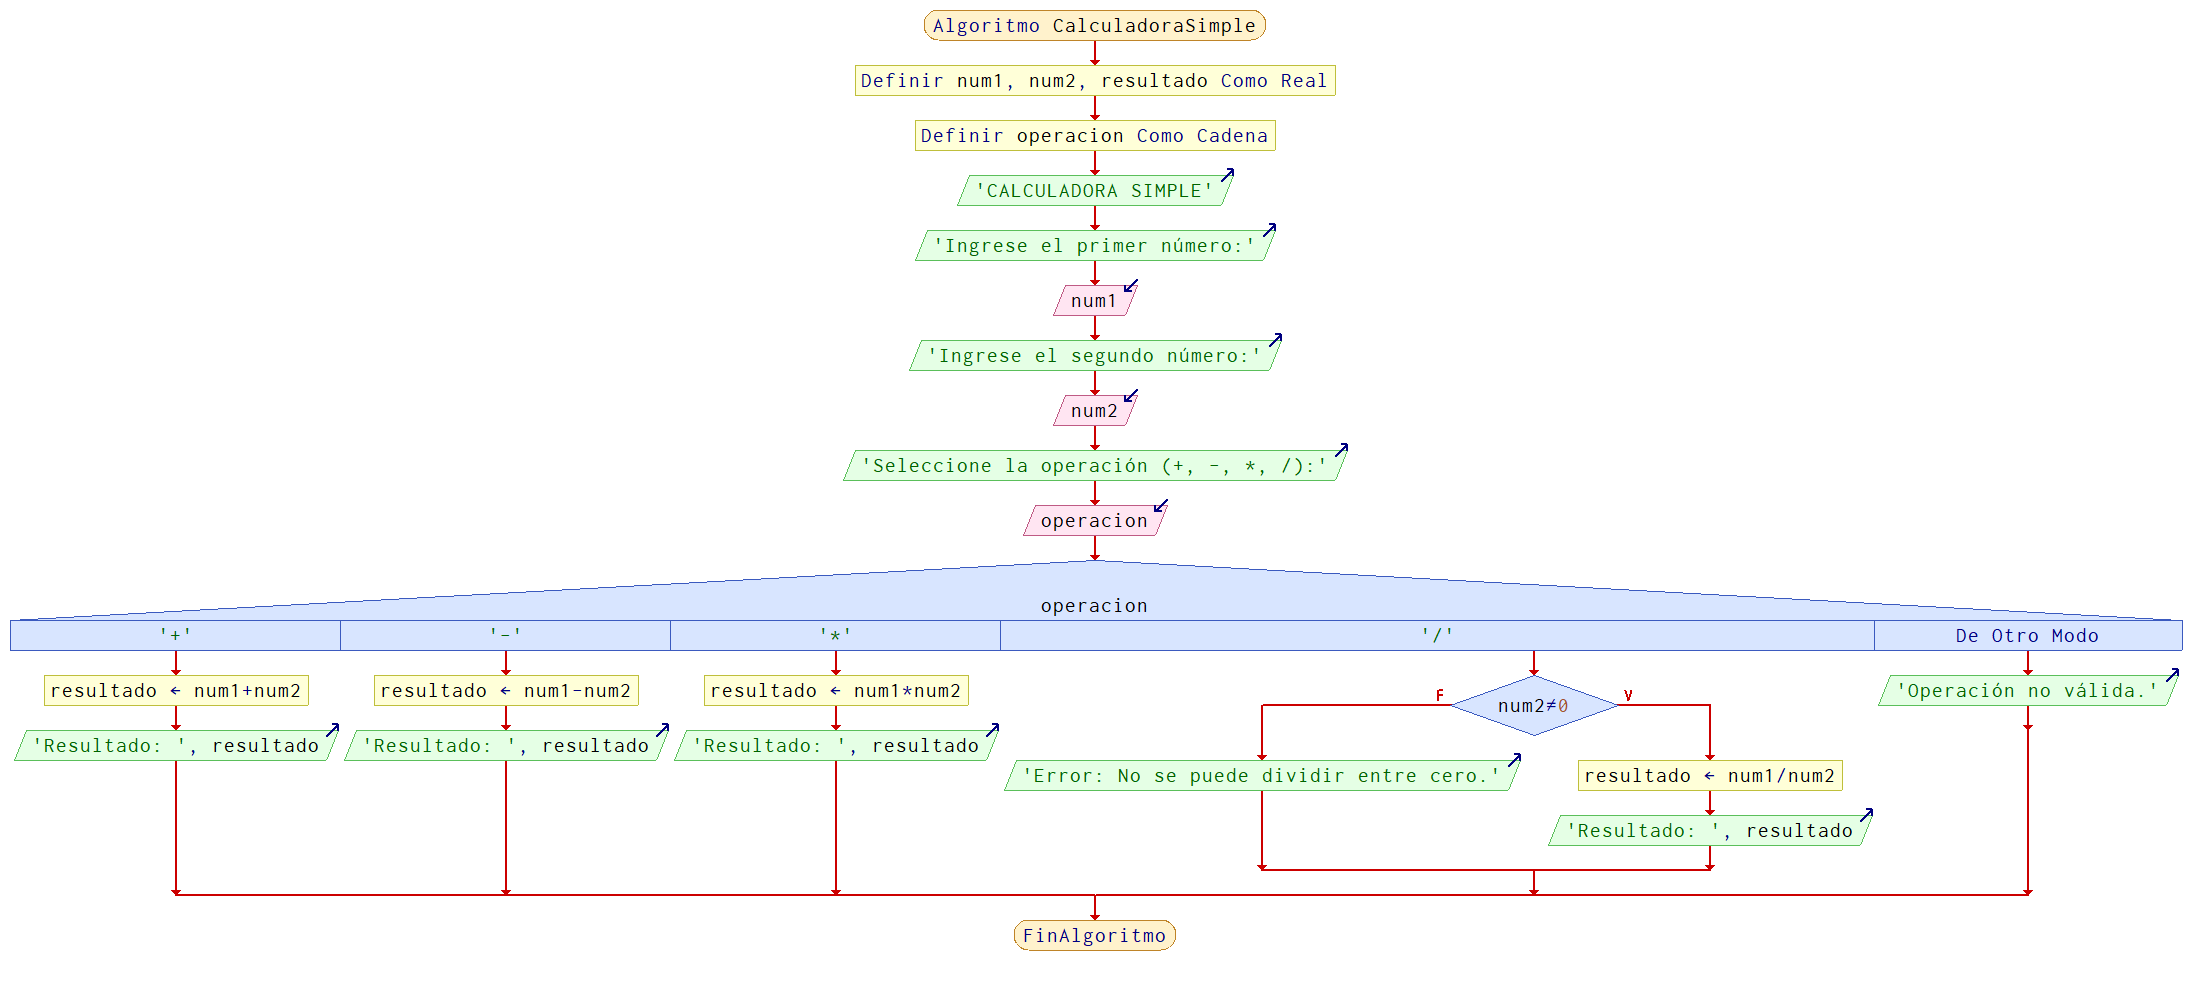 Algoritmo CalculadoraSimple
Definir num1, num2, resultado Como Real
Definir operacion Como Cadena
'CALCULADORA SIMPLE'
'Ingrese el primer número:'
num1
'Ingrese el segundo número:'
num2
'Seleccione la operación (+, -, *, /):'
operacion
operacion
'+' '-' '*' '/' De Otro Modo
resultado ← num1+num2
'Resultado: ', resultado
resultado ← num1-num2
'Resultado: ', resultado
resultado ← num1*num2
'Resultado: ', resultado
F num2≠0 V
'Error: No se puede dividir entre cero.'
resultado ← num1/num2
'Resultado: ', resultado
'Operación no válida.'
FinAlgoritmo